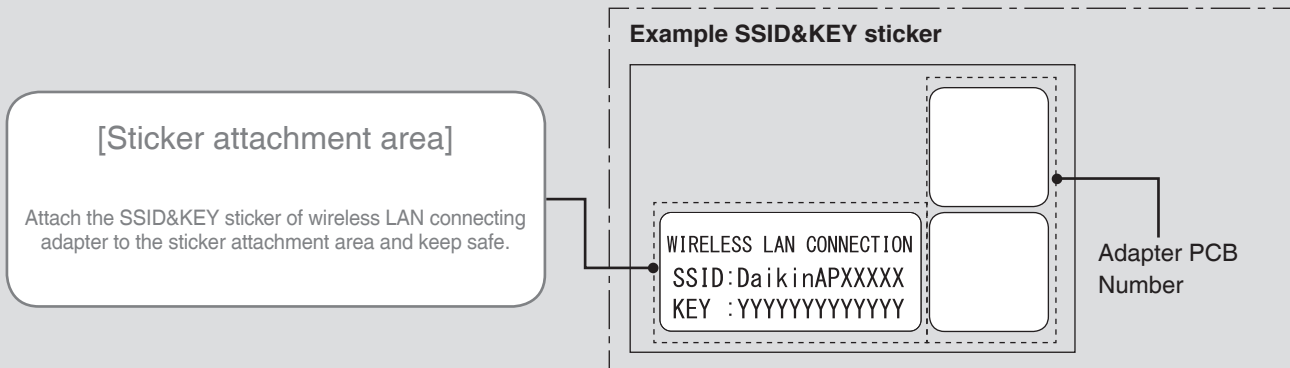 Example SSID&KEY sticker
[Sticker attachment area]
Attach the SSID&KEY sticker of wireless LAN connecting
adapter to the sticker attachment area and keep safe.
WIRELESS LAN CONNECTION
SSID:DaikinAPXXXXX
KEY :YYYYYYYYYYYYY
Adapter PCB
Number